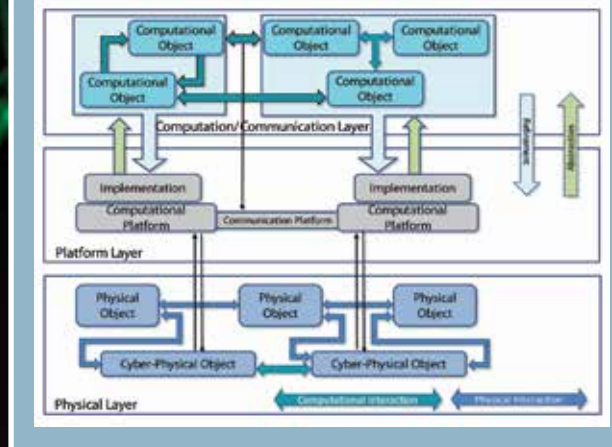 Computational
Object
Computational
Object
Computational
Object
Computational
Object
Computational
Object
Computation/Communication Layer
Refinement
Abstraction
Implementation
Computational
Platform
Communication Platform
Implementation
Computational
Platform
Platform Layer
Physical
Object
Physical
Object
Physical
Object
Cyber-Physical Object
Cyber-Physical Object
Physical Layer
Computational Interaction
Physical Interaction